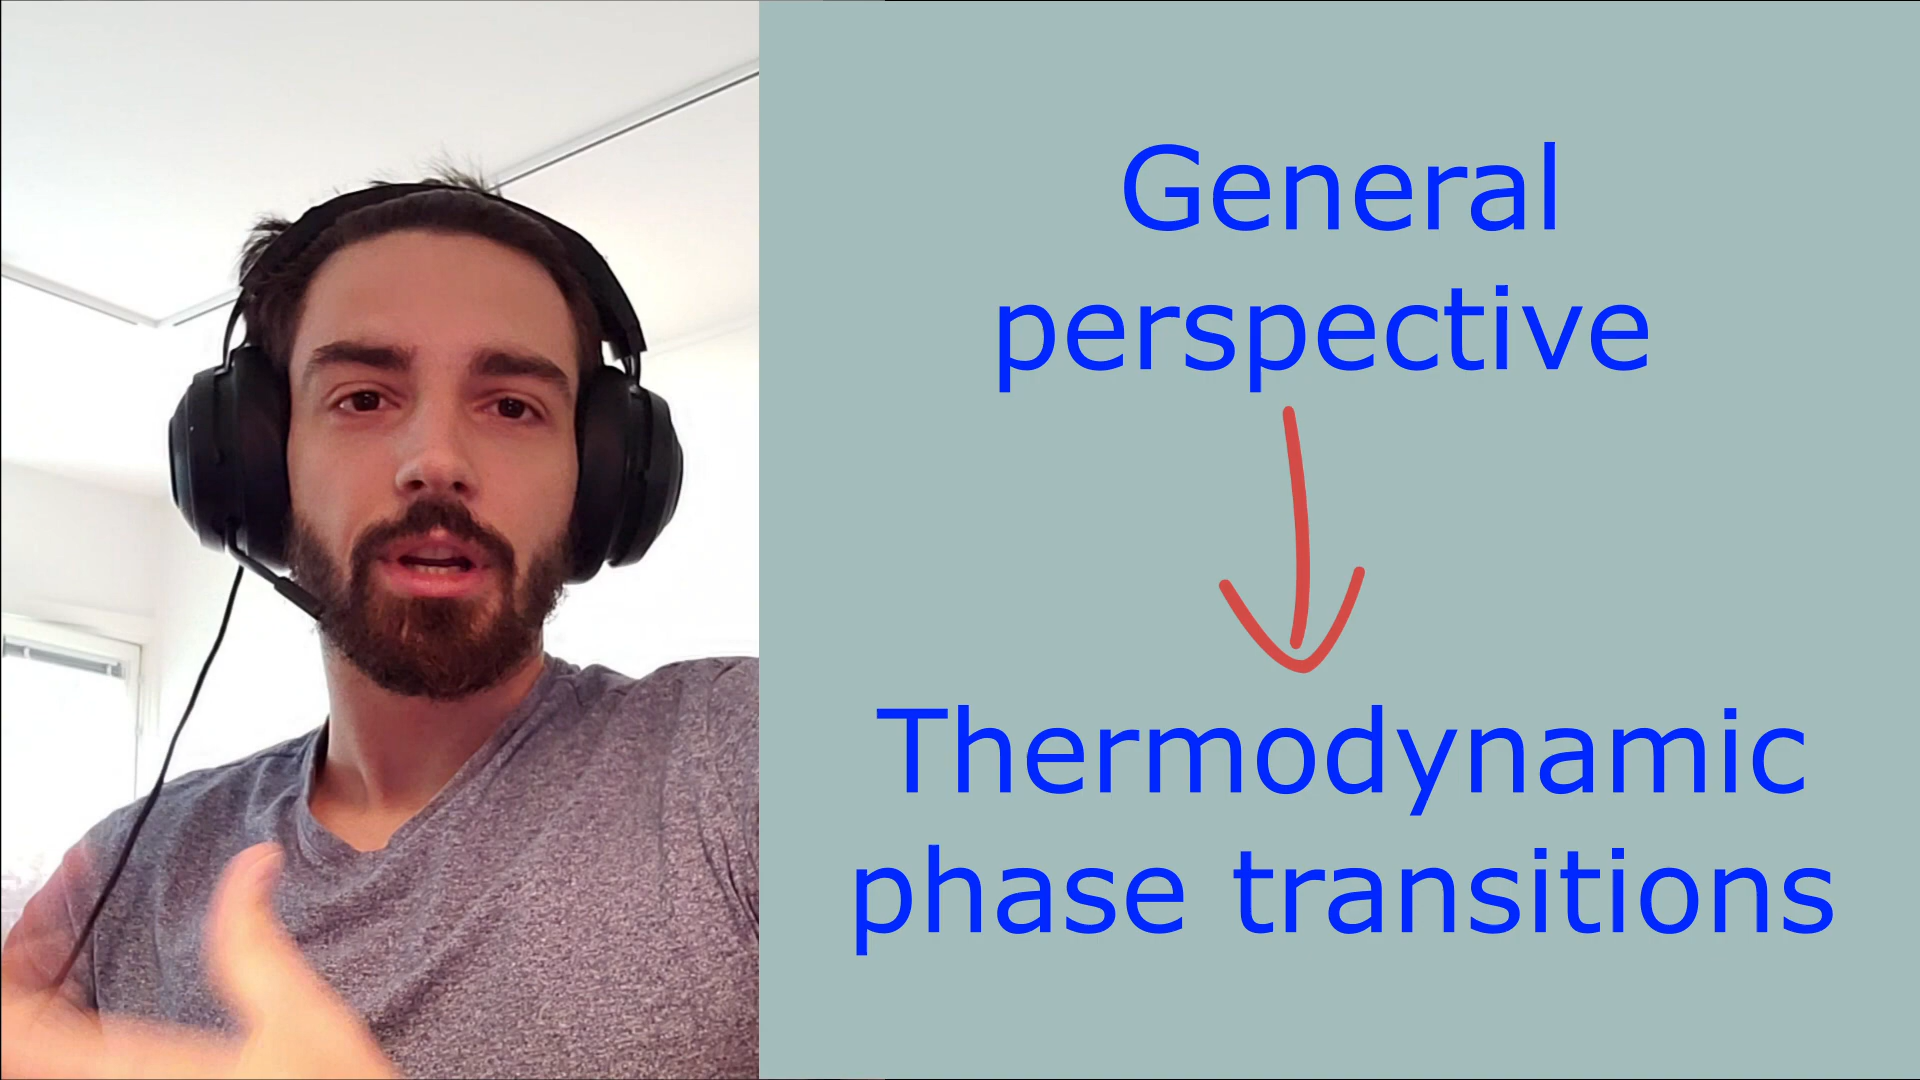 General
perspective
Thermodynamic
phase transitions